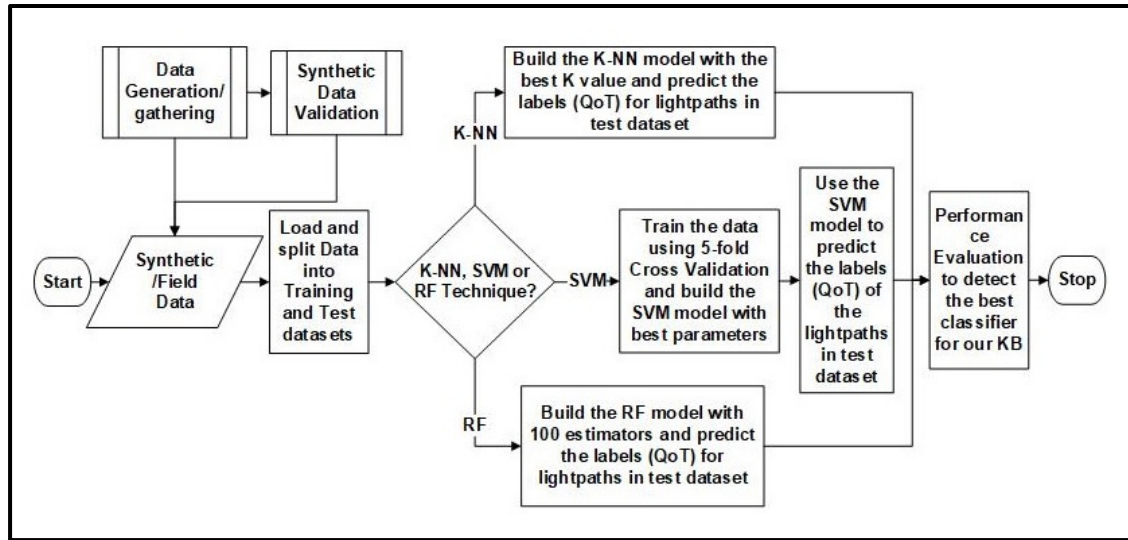 Data
Generation/
gathering
Synthetic
Data
Validation
Build the K-NN model with the
best K value and predict the
labels (QoT) for lightpaths in
test dataset
K-NN
Start
Synthetic
/Field
Data
Load and
split Data
into
Training
and Test
datasets
K-NN, SVM or
RF Technique?
SVM
Train the data
using 5-fold
Cross Validation
and build the
SVM model with
best parameters
Use the
SVM
model to
predict
the labels
(QoT) of
the
lightpaths
in test
dataset
Performan
ce
Evaluation
to detect
the best
classifier
for our KB
Stop
RF
Build the RF model with
100 estimators and predict
the labels (QoT) for
lightpaths in test dataset